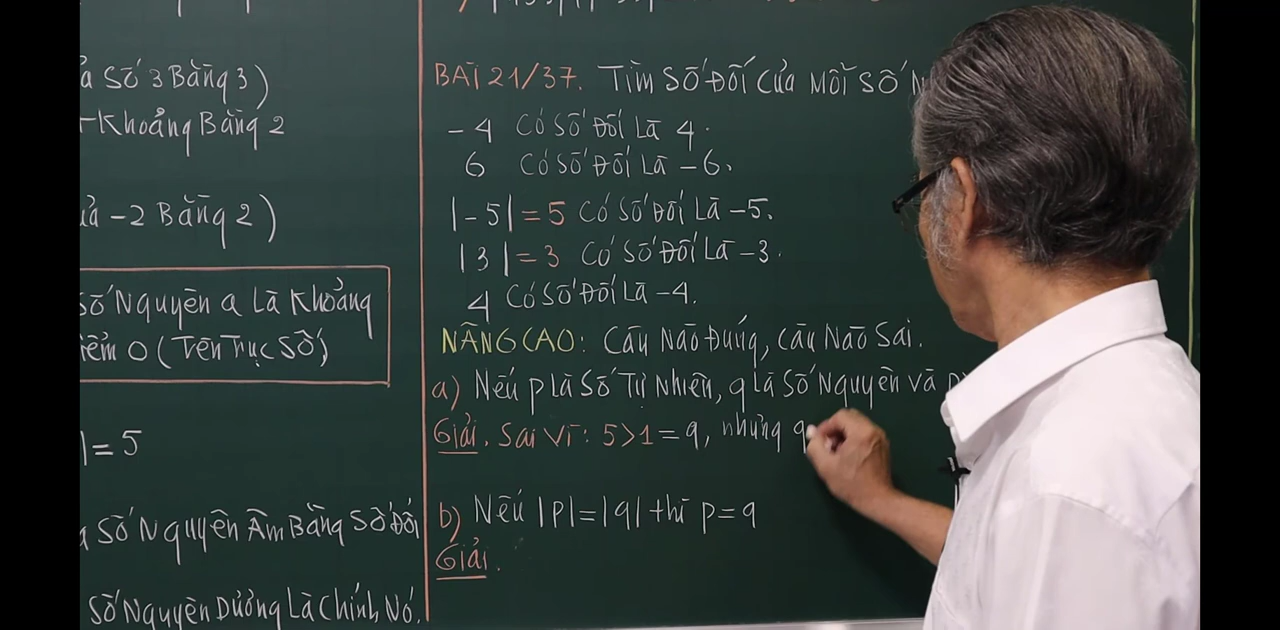 Số 3 Bằng 3)
Khoảng Bằng 2
-2 Bằng 2)
Số Nguyên a Là Khoảng
0 (Trên Trục Số)
|= 5
Số Nguyên Âm Bằng Số Đối
Số Nguyên Dương Là Chính Nó.
BÀI 21/37. Tìm Số Đối Của Mỗi Số
-4 Có Số Đối Là 4.
6 Có Số Đối Là -6.
|-5| = 5 Có Số Đối Là -5.
|3| = 3 Có Số Đối Là -3.
4 Có Số Đối Là -4.
NÂNG CAO: Câu Nào Đúng, Câu Nào Sai.
a) Nếu p Là Số Tự Nhiên, q Là Số Nguyên Và
Giải. Sai Vì: 5>1 = q, nhưng q
b) Nếu |p|=|q| thì p=q
Giải.